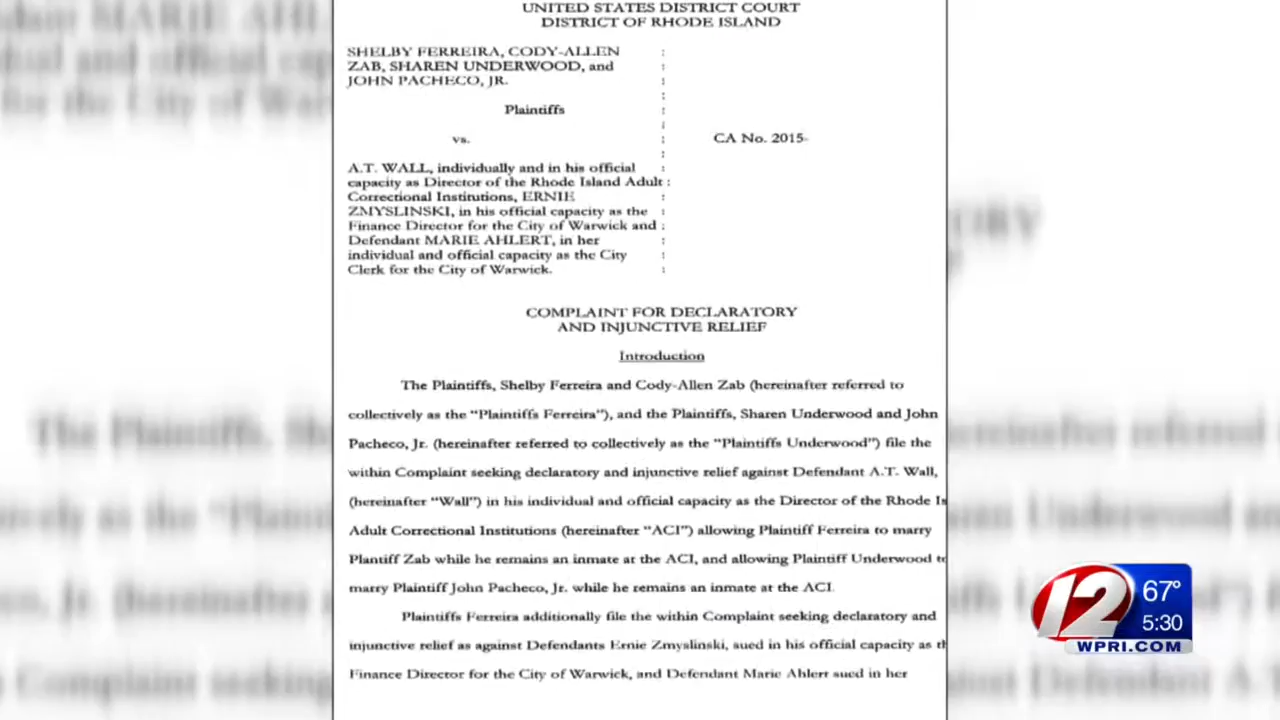 UNITED STATES DISTRICT COURT
DISTRICT OF RHODE ISLAND
SHELBY FERREIRA, CODY-ALLEN
ZAB, SHAREN UNDERWOOD, and
JOHN PACHECO, JR.
Plaintiffs
vs.
CA No. 2015-
A.T. WALL, individually and in his official
capacity as Director of the Rhode Island Adult :
Correctional Institutions, ERNIE
ZMYSLINSKI, in his official capacity as the
Finance Director for the City of Warwick and :
Defendant MARIE AHLERT, in her
individual and official capacity as the City
Clerk for the City of Warwick.
COMPLAINT FOR DECLARATORY
AND INJUNCTIVE RELIEF
Introduction
The Plaintiffs, Shelby Ferreira and Cody-Allen Zab (hereinafter referred to
collectively as the “Plaintiffs Ferreira”), and the Plaintiffs, Sharen Underwood and John
Pacheco, Jr. (hereinafter referred to collectively as the “Plaintiffs Underwood”) file the
within Complaint seeking declaratory and injunctive relief against Defendant A.T. Wall,
(hereinafter “Wall”) in his individual and official capacity as the Director of the Rhode Is
Adult Correctional Institutions (hereinafter “ACI”) allowing Plaintiff Ferreira to marry
Plantiff Zab while he remains an inmate at the ACI, and allowing Plaintiff Underwood to
marry Plaintiff John Pacheco, Jr. while he remains an inmate at the ACI.
Plaintiffs Ferreira additionally file the within Complaint seeking declaratory and
injunctive relief as against Defendants Ernie Zmyslinski, sued in his official capacity as th
Finance Director for the City of Warwick, and Defendant Marie Ahlert sued in her
12
67°
5:30
WPRI.COM